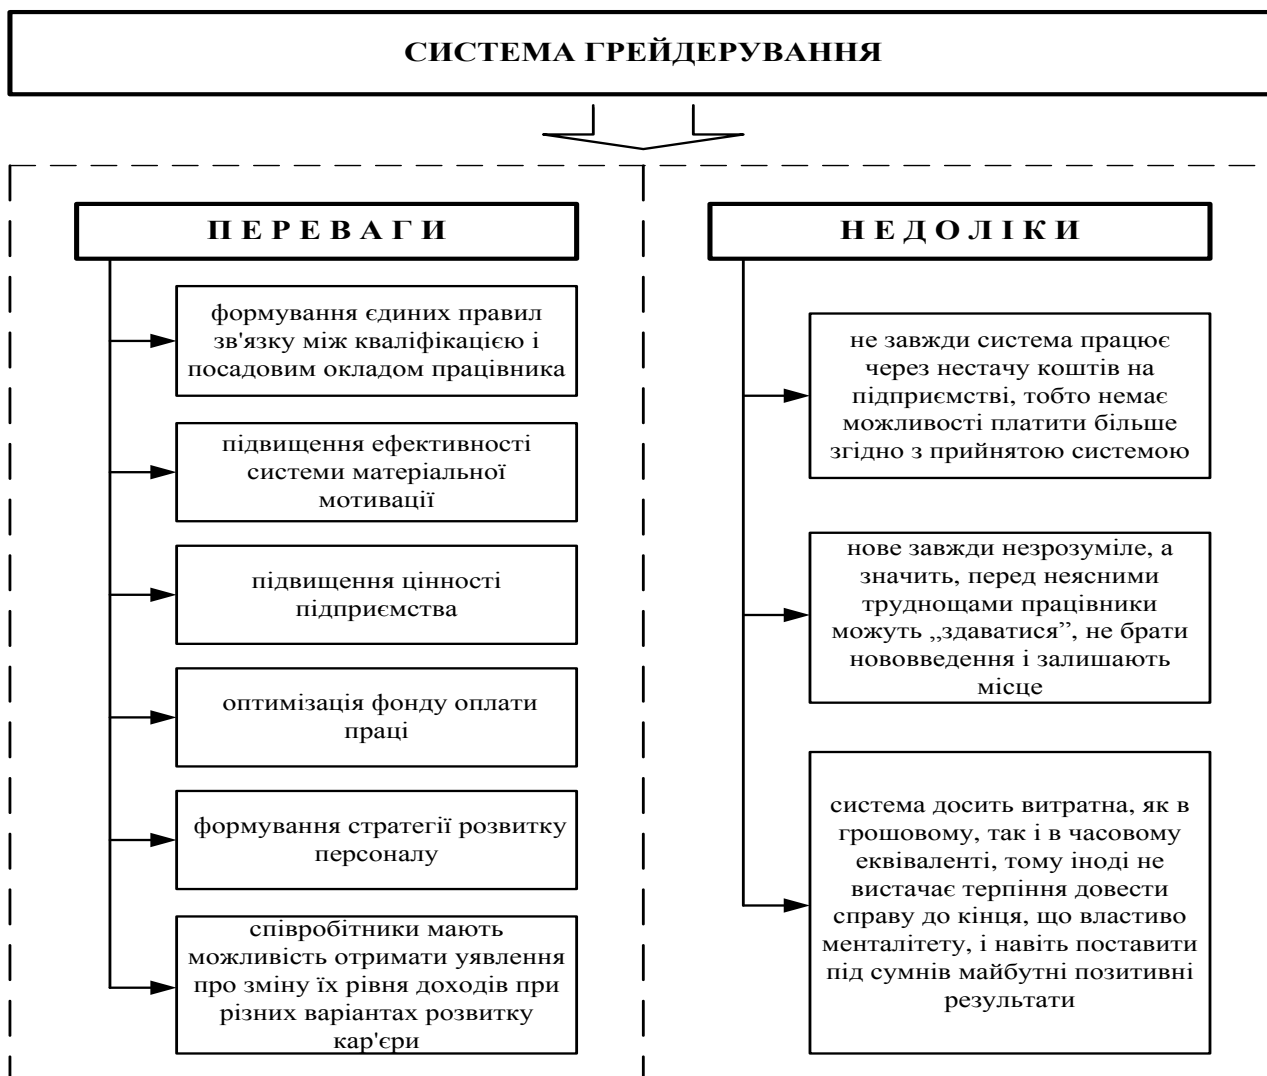 СИСТЕМА ГРЕЙДЕРУВАННЯ
ПЕРЕВАГИ
формування єдиних правил
зв'язку між кваліфікацією і
посадовим окладом працівника
підвищення ефективності
системи матеріальної
мотивації
підвищення цінності
підприємства
оптимізація фонду оплати
праці
формування стратегії розвитку
персоналу
співробітники мають
можливість отримати уявлення
про зміну їх рівня доходів при
різних варіантах розвитку
кар'єри
НЕДОЛІКИ
не завжди система працює
через нестачу коштів на
підприємстві, тобто немає
можливості платити більше
згідно з прийнятою системою
нове завжди незрозуміле, а
значить, перед неясними
труднощами працівники
можуть „здаватися”, не брати
нововведення і залишають
місце
система досить витратна, як в
грошовому, так і в часовому
еквіваленті, тому іноді не
вистачає терпіння довести
справу до кінця, що властиво
менталітету, і навіть поставити
під сумнів майбутні позитивні
результати